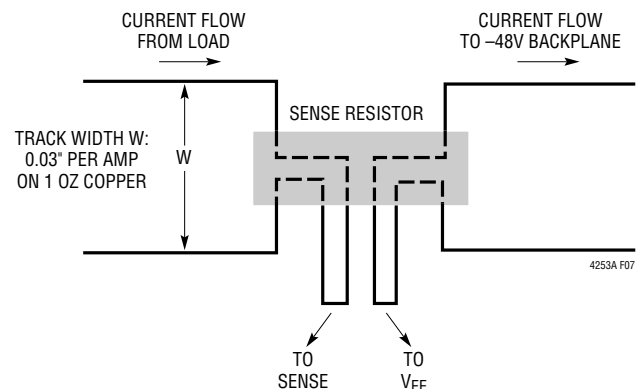 CURRENT FLOW
FROM LOAD
CURRENT FLOW
TO –48V BACKPLANE
SENSE RESISTOR
TRACK WIDTH W:
0.03" PER AMP
ON 1 OZ COPPER
W
4253A F07
TO
SENSE
TO
VEE